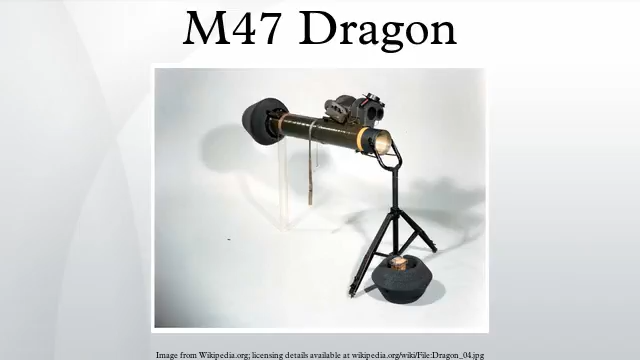 M47 Dragon
Image from Wikipedia.org; licensing details available at wikipedia.org/wiki/File:Dragon_04.jpg